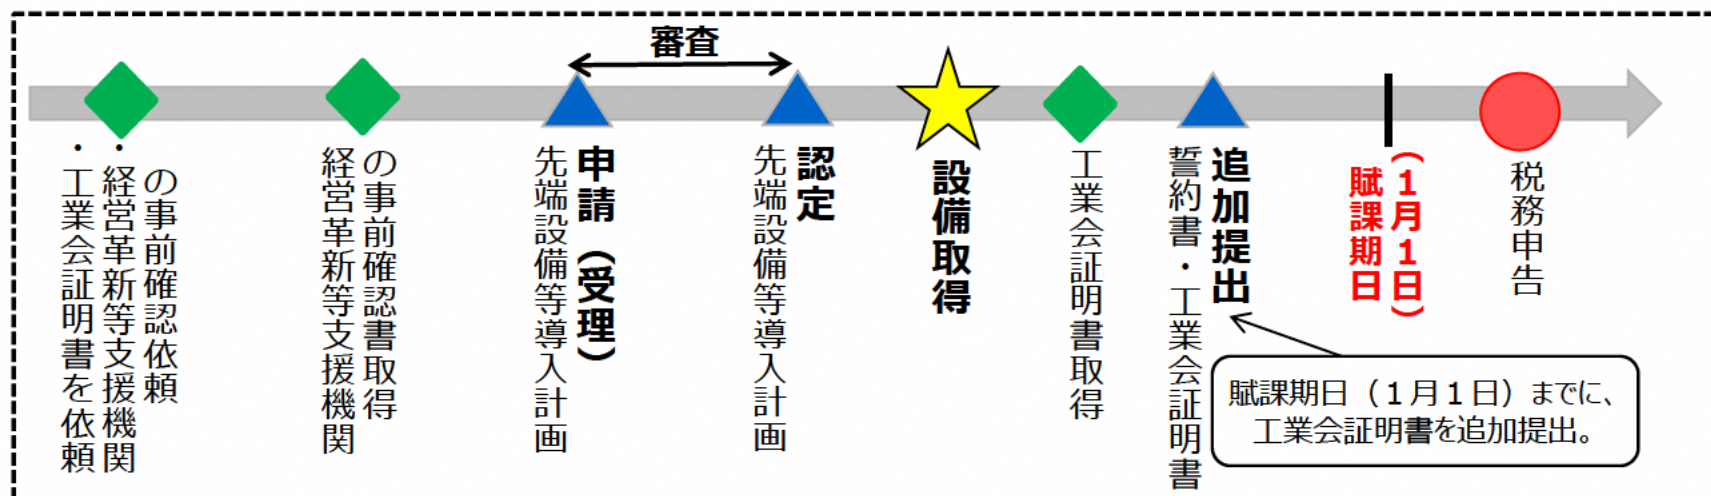 審査
・経営革新等支援機関
の事前確認依頼
・工業会証明書を依頼
経営革新等支援機関
の事前確認書取得
先端設備等導入計画
申請（受理）
先端設備等導入計画
認定
設備取得
工業会証明書取得
誓約書・工業会証明書
追加提出
賦課期日
（１月１日）
税務申告
賦課期日（１月１日）までに、
工業会証明書を追加提出。